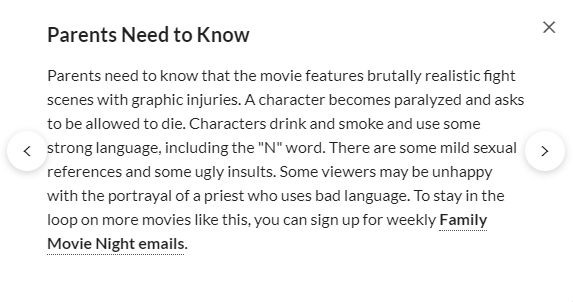 Parents Need to Know
Parents need to know that the movie features brutally realistic fight
scenes with graphic injuries. A character becomes paralyzed and asks
to be allowed to die. Characters drink and smoke and use some
strong language, including the "N" word. There are some mild sexual
references and some ugly insults. Some viewers may be unhappy
with the portrayal of a priest who uses bad language. To stay in the
loop on more movies like this, you can sign up for weekly Family
Movie Night emails.